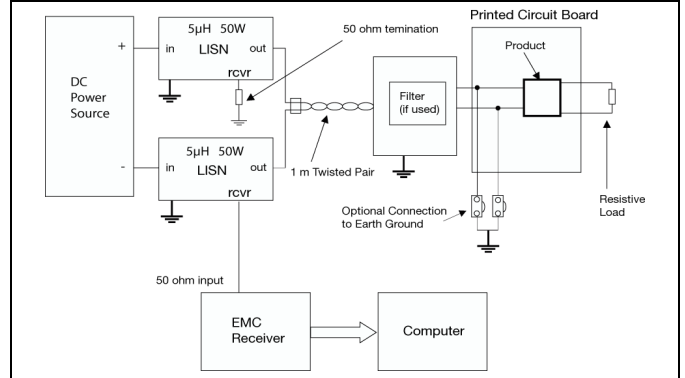 Printed Circuit Board
5µH 50W
in LISN out
rcvr
50 ohm temination
Product
+
DC
Power
Source
Filter
(if used)
5µH 50W
-
in LISN out
rcvr
1 m Twisted Pair
Optional Connection
to Earth Ground
Resistive
Load
50 ohm input
EMC
Receiver
Computer